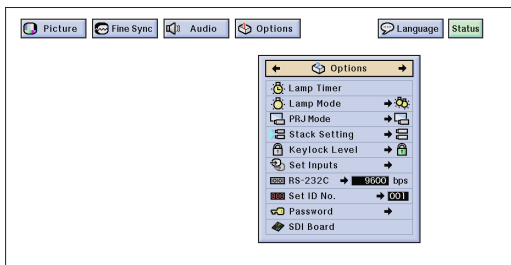 Picture Fine Sync Audio Options Language Status
Options
Lamp Timer
Lamp Mode
PRJ Mode
Stack Setting
Keylock Level
Set Inputs
RS-232C 9600 bps
Set ID No. 001
Password
SDI Board